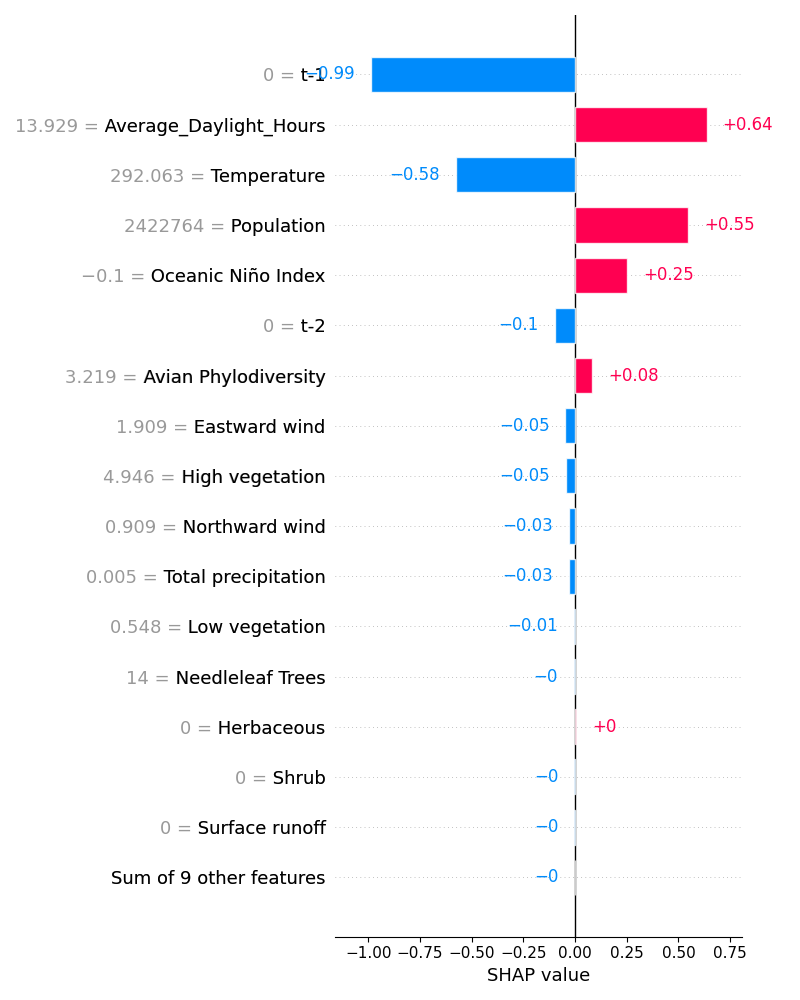 0 = t-1 −0.99
13.929 = Average_Daylight_Hours +0.64
292.063 = Temperature −0.58
2422764 = Population +0.55
−0.1 = Oceanic Niño Index +0.25
0 = t-2 −0.1
3.219 = Avian Phylodiversity +0.08
1.909 = Eastward wind −0.05
4.946 = High vegetation −0.05
0.909 = Northward wind −0.03
0.005 = Total precipitation −0.03
0.548 = Low vegetation −0.01
14 = Needleleaf Trees −0
0 = Herbaceous +0
0 = Shrub −0
0 = Surface runoff −0
Sum of 9 other features −0
−1.00 −0.75 −0.50 −0.25 0.00 0.25 0.50 0.75
SHAP value